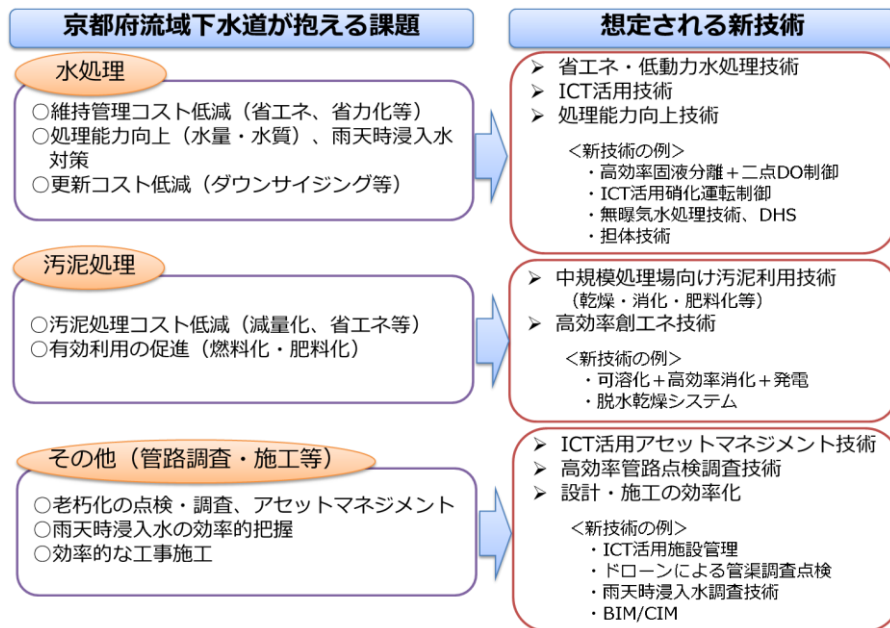 京都府流域下水道が抱える課題
想定される新技術
水処理
○維持管理コスト低減（省エネ、省力化等）
○処理能力向上（水量・水質）、雨天時浸入水
対策
○更新コスト低減（ダウンサイジング等）
➢ 省エネ・低動力水処理技術
➢ ICT活用技術
➢ 処理能力向上技術
＜新技術の例＞
・高効率固液分離＋二点DO制御
・ICT活用硝化運転制御
・無曝気水処理技術、DHS
・担体技術
汚泥処理
○汚泥処理コスト低減（減量化、省エネ等）
○有効利用の促進（燃料化・肥料化）
➢ 中規模処理場向け汚泥利用技術
（乾燥・消化・肥料化等）
➢ 高効率創エネ技術
＜新技術の例＞
・可溶化＋高効率消化＋発電
・脱水乾燥システム
その他（管路調査・施工等）
○老朽化の点検・調査、アセットマネジメント
○雨天時浸入水の効率的把握
○効率的な工事施工
➢ ICT活用アセットマネジメント技術
➢ 高効率管路点検調査技術
➢ 設計・施工の効率化
＜新技術の例＞
・ICT活用施設管理
・ドローンによる管渠調査点検
・雨天時浸入水調査技術
・BIM/CIM